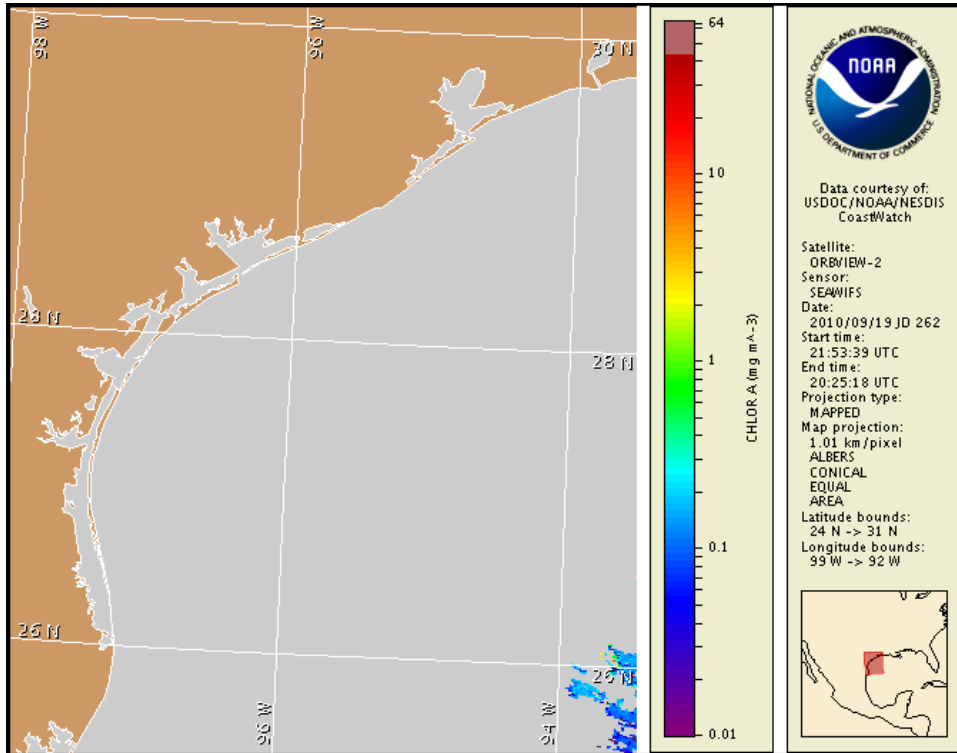 98 W
96 W
30 N
28 N
28 N
26 N
26 N
96 W
94 W
64
10
1
0.1
0.01
CHLOR A (mg m^-3)
NATIONAL OCEANIC AND ATMOSPHERIC ADMINISTRATION
NOAA
U.S. DEPARTMENT OF COMMERCE
Data courtesy of:
USDOC/NOAA/NESDIS
CoastWatch
Satellite:
ORBVIEW-2
Sensor:
SEAWIFS
Date:
2010/09/19 JD 262
Start time:
21:53:39 UTC
End time:
20:25:18 UTC
Projection type:
MAPPED
Map projection:
1.01 km/pixel
ALBERS
CONICAL
EQUAL
AREA
Latitude bounds:
24 N -> 31 N
Longitude bounds:
99 W -> 92 W